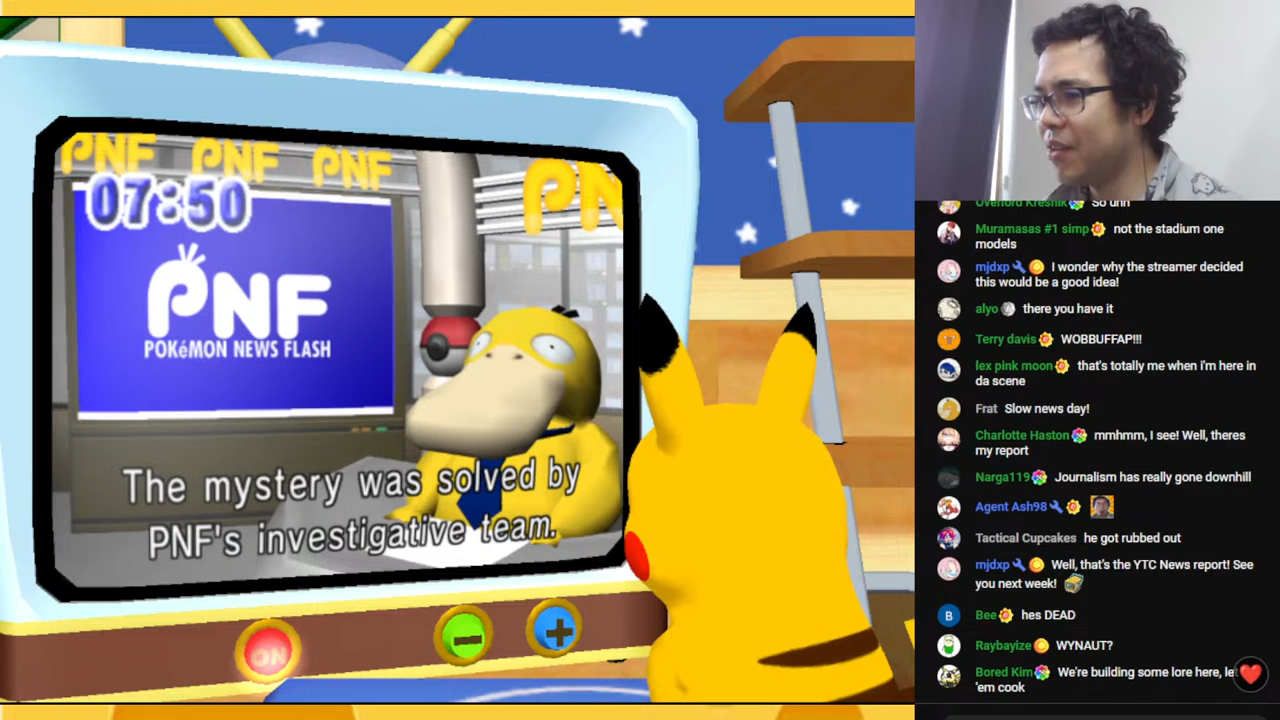 PNF PNF PNF
PN
07:50
PNF
POKéMON NEWS FLASH
The mystery was solved by
PNF's investigative team.
ON
Overlord Kreshnik So uhh
Muramasas #1 simp not the stadium one
models
mjdxp I wonder why the streamer decided
this would be a good idea!
alyo there you have it
Terry davis WOBBUFFAP!!!
lex pink moon that's totally me when i'm here in
da scene
Frat Slow news day!
Charlotte Haston mmhmm, I see! Well, theres
my report
Narga119 Journalism has really gone downhill
Agent Ash98
Tactical Cupcakes he got rubbed out
mjdxp Well, that's the YTC News report! See
you next week!
B
Bee hes DEAD
Raybayize WYNAUT?
Bored Kim We're building some lore here, let
'em cook